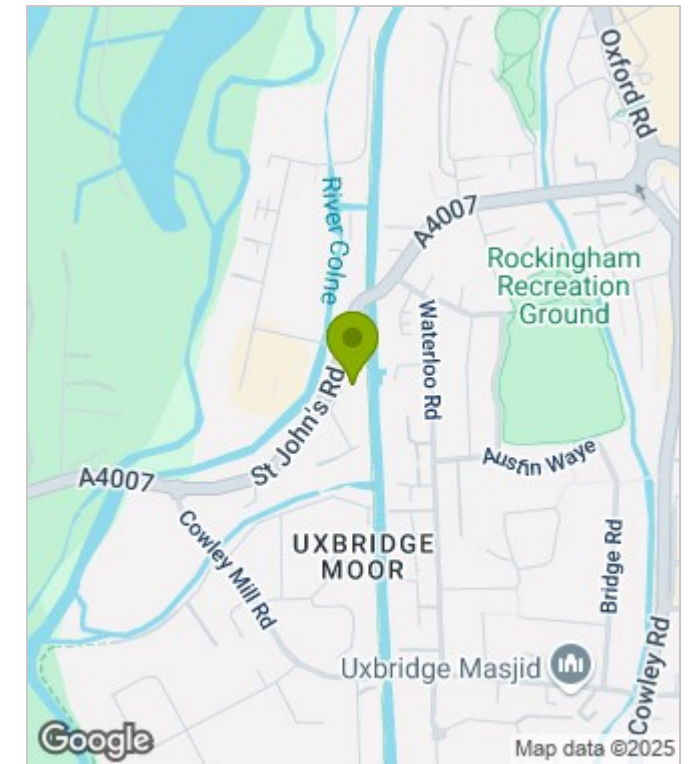 Oxford Rd
River Colne
A4007
Rockingham
Recreation
Ground
Waterloo Rd
St John's Rd
Austin Waye
A4007
Cowley Mill Rd
UXBRIDGE
MOOR
Bridge Rd
Uxbridge Masjid
Cowley Rd
Google
Map data ©2025